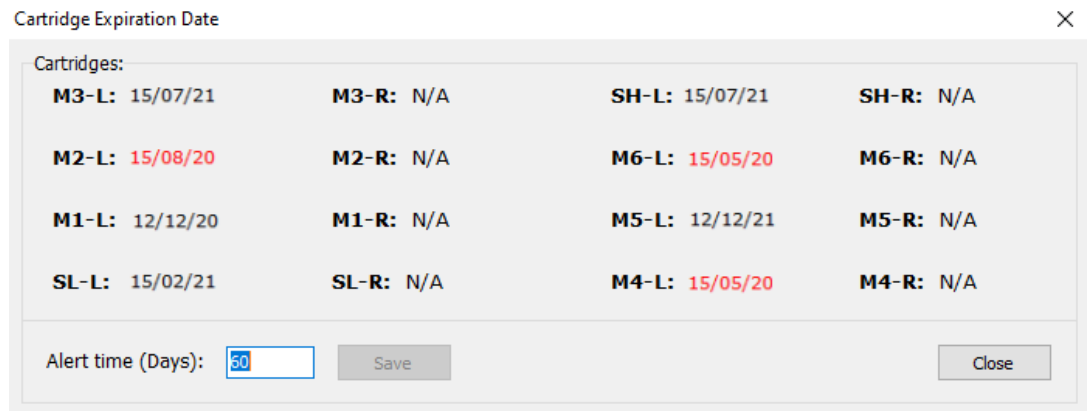 Cartridge Expiration Date
Cartridges:
M3-L: 15/07/21 M3-R: N/A SH-L: 15/07/21 SH-R: N/A
M2-L: 15/08/20 M2-R: N/A M6-L: 15/05/20 M6-R: N/A
M1-L: 12/12/20 M1-R: N/A M5-L: 12/12/21 M5-R: N/A
SL-L: 15/02/21 SL-R: N/A M4-L: 15/05/20 M4-R: N/A
Alert time (Days): 60 Save Close